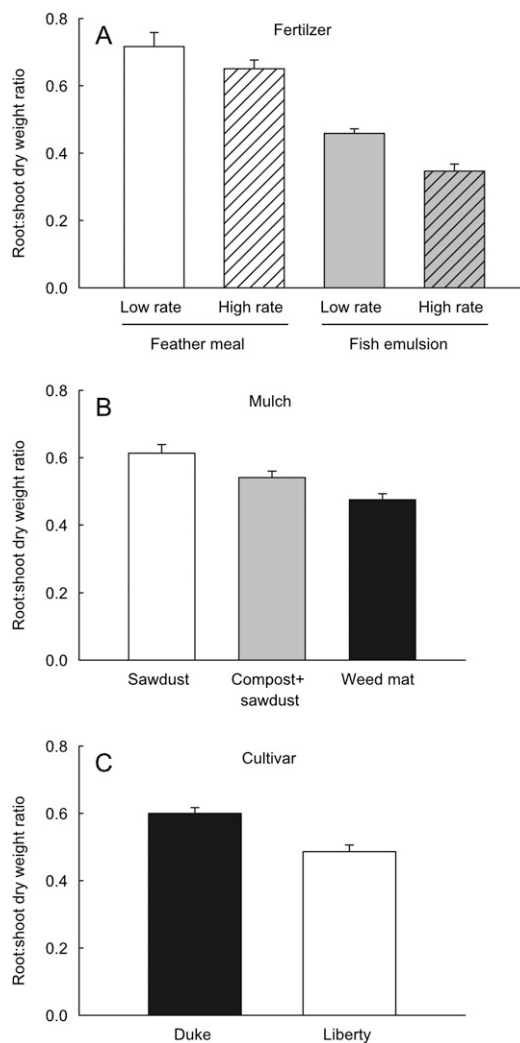 A
Fertilzer
Root:shoot dry weight ratio
0.8
0.6
0.4
0.2
0.0
Low rate High rate Low rate High rate
Feather meal Fish emulsion
B
Mulch
Root:shoot dry weight ratio
0.8
0.6
0.4
0.2
0.0
Sawdust Compost+ Weed mat
sawdust
C
Cultivar
Root:shoot dry weight ratio
0.8
0.6
0.4
0.2
0.0
Duke Liberty